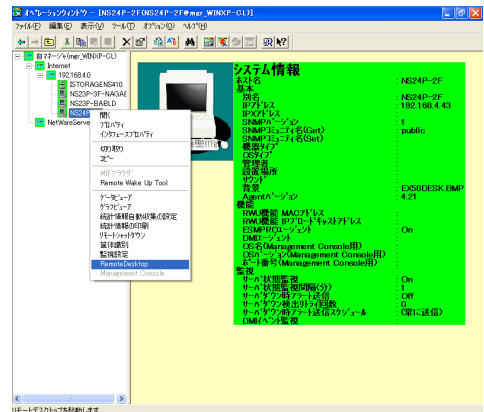 ｵﾍﾟﾚｰｼｮﾝｳｨﾝﾄﾞｳ - [NS24P-2F(NS24P-2F@mgr_WINXP-CL)]
ﾌｧｲﾙ(F) 編集(E) 表示(V) ﾂｰﾙ(T) ｵﾌﾟｼｮﾝ(O) ﾍﾙﾌﾟ(H)
自ﾏﾈｰｼﾞｬ(mgr_WINXP-CL)
Internet
192.168.4.0
ISTORAGENS410
NS23P-3F-NAGAE
NS23P-BABLD
NS24P
NetWareServer
開く
ﾌﾟﾛﾊﾟﾃｨ
ｲﾝﾀﾌｪｰｽﾌﾟﾛﾊﾟﾃｨ
切り取り
ｺﾋﾟｰ
MIFﾌﾞﾗｳｻﾞ
Remote Wake Up Tool
ﾃﾞｰﾀﾋﾞｭｰｱ
ｸﾞﾗﾌﾋﾞｭｰｱ
統計情報自動収集の設定
統計情報の印刷
ﾘﾓｰﾄｼｬｯﾄﾀﾞｳﾝ
筐体識別
監視設定
RemoteDesktop
Management Console
システム情報
ﾎｽﾄ名 : NS24P-2F
基本
別名 : NS24P-2F
IPｱﾄﾞﾚｽ : 192.168.4.43
IPXｱﾄﾞﾚｽ :
SNMPﾊﾞｰｼﾞｮﾝ : 1
SNMPｺﾐｭﾆﾃｨ名(Get) : public
SNMPｺﾐｭﾆﾃｨ名(Set) :
機器ﾀｲﾌﾟ :
OSﾀｲﾌﾟ :
管理者 :
設置場所 :
ｻｳﾝﾄﾞ :
背景 : EX58DESK.BMP
Agentﾊﾞｰｼﾞｮﾝ : 4.21
機能
RWU機能 MACｱﾄﾞﾚｽ :
RWU機能 IPﾌﾞﾛｰﾄﾞｷｬｽﾄｱﾄﾞﾚｽ :
ESMPROｴｰｼﾞｪﾝﾄ : On
DMIｴｰｼﾞｪﾝﾄ :
OS名(Management Console用) :
OSﾊﾞｰｼﾞｮﾝ(Management Console用) :
ﾎﾟｰﾄ番号(Management Console用) :
監視
ｻｰﾊﾞ状態監視 : On
ｻｰﾊﾞ状態監視間隔(分) : 1
ｻｰﾊﾞﾀﾞｳﾝ時ｱﾗｰﾄ送信 : Off
ｻｰﾊﾞﾀﾞｳﾝ検出ﾘﾄﾗｲ回数 : 0
ｻｰﾊﾞﾀﾞｳﾝ時ｱﾗｰﾄ送信ｽｹｼﾞｭｰﾙ : (常に送信)
DMIｲﾍﾞﾝﾄ監視 :
ﾘﾓｰﾄﾃﾞｽｸﾄｯﾌﾟを起動します